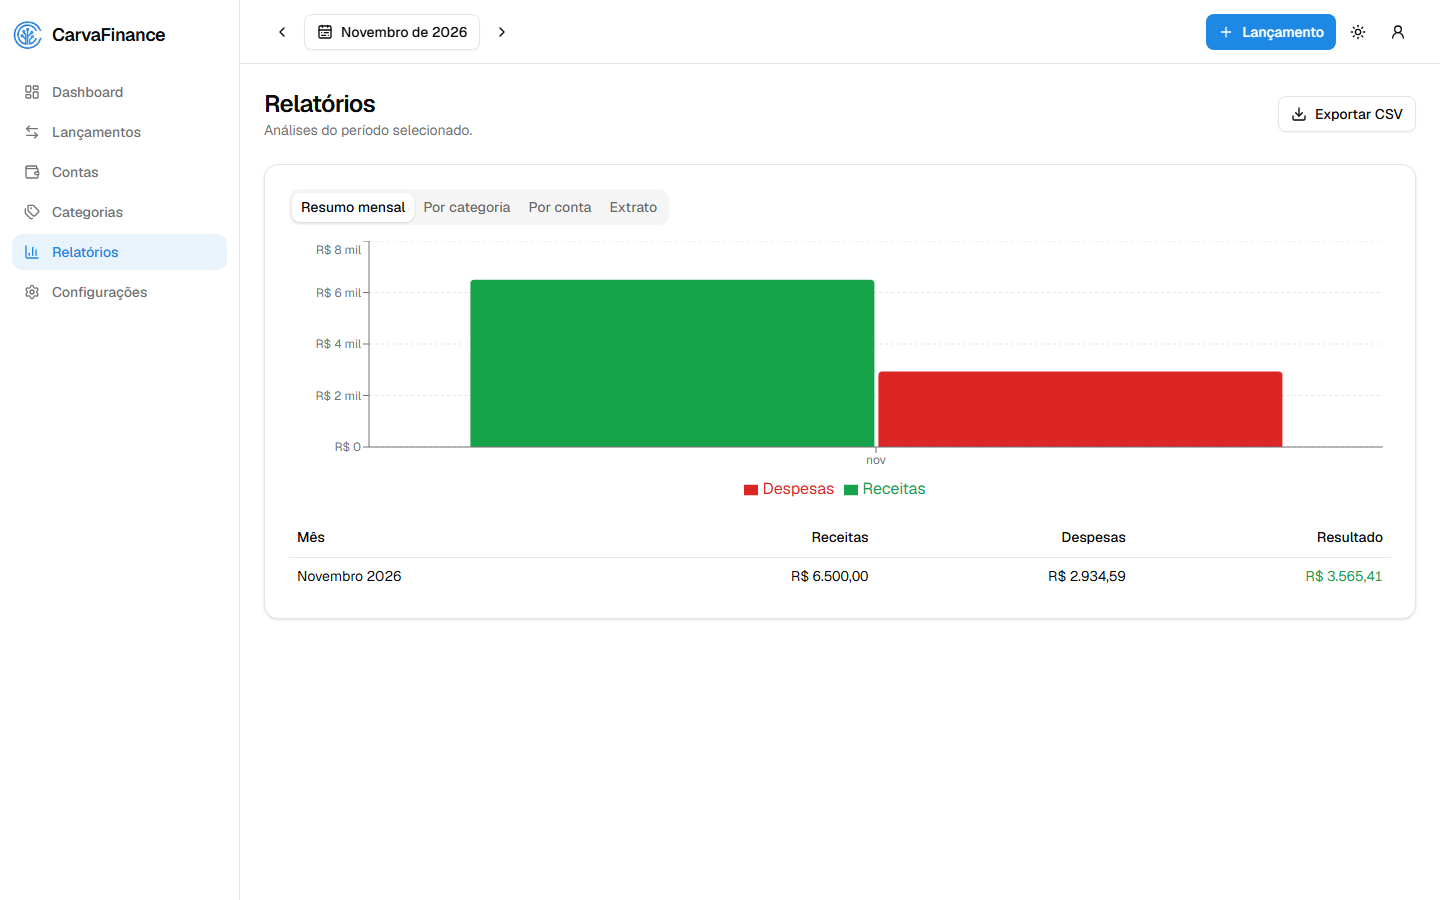 CarvaFinance
Dashboard
Lançamentos
Contas
Categorias
Relatórios
Configurações
Novembro de 2026
Lançamento
Relatórios
Análises do período selecionado.
Exportar CSV
Resumo mensal Por categoria Por conta Extrato
R$ 8 mil
R$ 6 mil
R$ 4 mil
R$ 2 mil
R$ 0
nov
Despesas Receitas
Mês Receitas Despesas Resultado
Novembro 2026 R$ 6.500,00 R$ 2.934,59 R$ 3.565,41